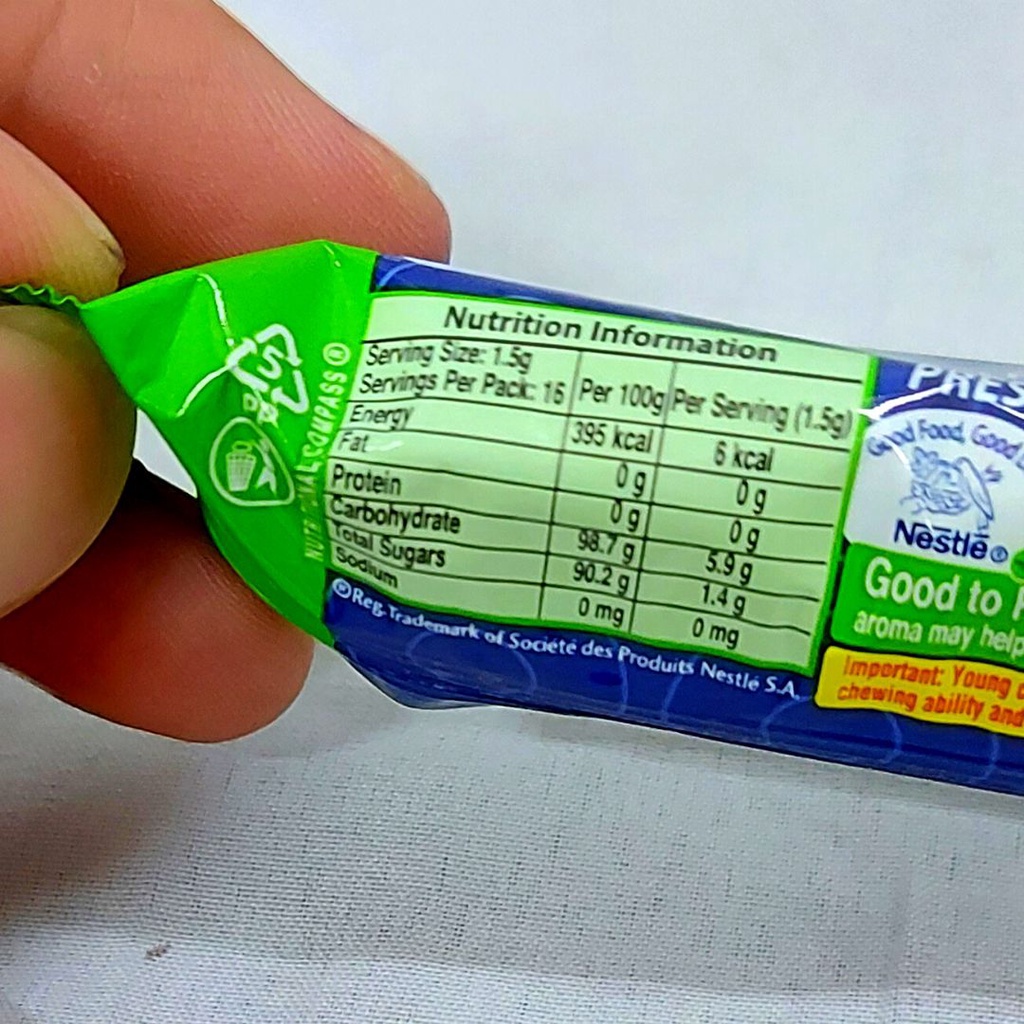 Nutrition Information
Serving Size: 1.5g
Servings Per Pack: 16 Per 100g Per Serving (1.5g)
Energy 395 kcal 6 kcal
Fat 0 g 0 g
Protein 0 g 0 g
Carbohydrate 98.7 g 5.9 g
Total Sugars 90.2 g 1.4 g
Sodium 0 mg 0 mg
®Reg. Trademark of Société des Produits Nestlé S.A.
5
NUTRITIONAL COMPASS ®
PRES
Good Food, Good
Nestlé®
Good to
aroma may help
Important: Young
chewing ability and